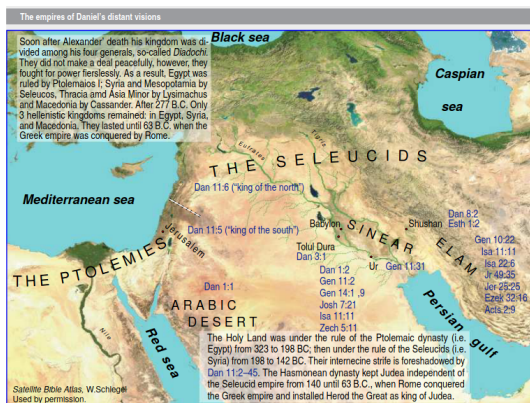 The empires of Daniel's distant visions
Soon after Alexander' death his kingdom was di-
vided among his four generals, so-called Diadochi.
They did not make a deal peacefully, however, they
fought for power fierslessly. As a result, Egypt was
ruled by Ptolemaios I; Syria and Mesopotamia by
Seleucos, Thracia amd Asia Minor by Lysimachus
and Macedonia by Cassander. After 277 B.C. Only
3 hellenistic kingdoms remained: in Egypt, Syria,
and Macedonia. They lasted until 63 B.C. when the
Greek empire was conquered by Rome.
Black sea
Caspian
sea
Eufrates
Tigris
THE SELEUCIDS
Mediterranean sea
Dan 11:6 ("king of the north")
Dan 11:5 ("king of the south")
Jerusalem
THE PTOLEMIES
Babylon
SINEAR
Shushan
Dan 8:2
Esth 1:2
Tolul Dura
Dan 3:1
Ur
Gen 11:31
ELAM
Gen 10:22
Isa 11:11
Isa 22:6
Jr 49:35
Jer 25:25
Ezek 32:16
Acts 2:9
Dan 1:2
Gen 11:2
Gen 14:1 ,9
Josh 7:21
Isa 11:11
Zech 5:11
Dan 1:1
ARABIC
DESERT
Nile
Red sea
Persian gulf
The Holy Land was under the rule of the Ptolemaic dynasty (i.e.
Egypt) from 323 to 198 BC; then under the rule of the Seleucids (i.e.
Syria) from 198 to 142 BC. Their internecine strife is foreshadowed by
Dan 11:2–45. The Hasmonean dynasty kept Judea independent of
the Seleucid empire from 140 until 63 B.C., when Rome conquered
the Greek empire and installed Herod the Great as king of Judea.
Satellite Bible Atlas, W.Schlegel
Used by permission.